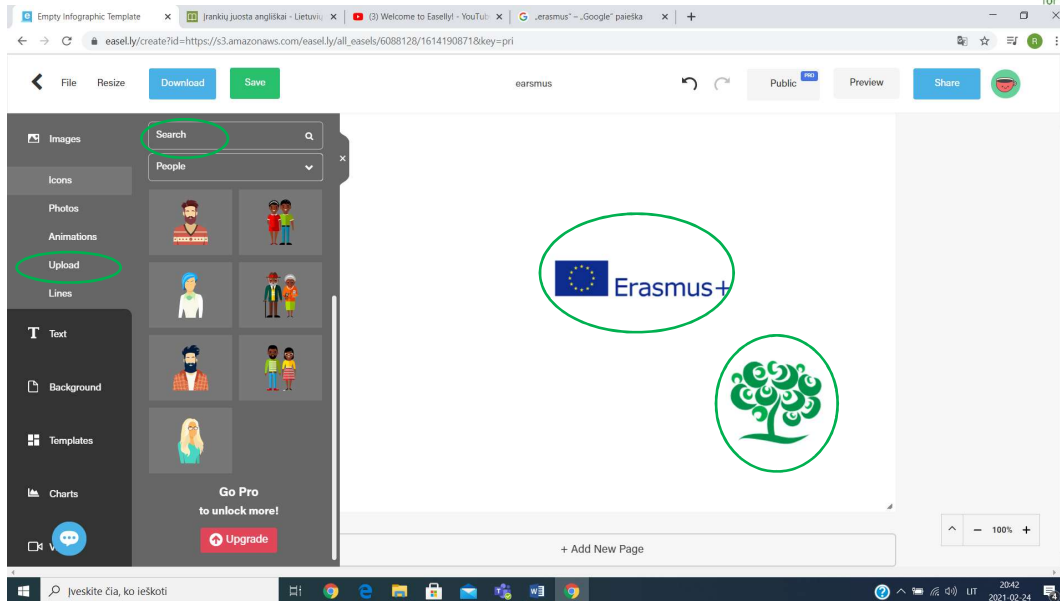 Empty Infographic Template
Įrankių juosta angliškai - Lietuvių
(3) Welcome to Easelly! - YouTub
„erasmus“ – „Google“ paieška
easel.ly/create?id=https://s3.amazonaws.com/easel.ly/all_easels/6088128/1614190871&key=pri
R
File
Resize
Download
Save
earsmus
Public
PRO
Preview
Share
Images
Icons
Photos
Animations
Upload
Lines
Text
Background
Templates
Charts
V
Search
People
Go Pro
to unlock more!
Upgrade
Erasmus+
+ Add New Page
100%
Įveskite čia, ko ieškoti
LIT
20:42
2021-02-24